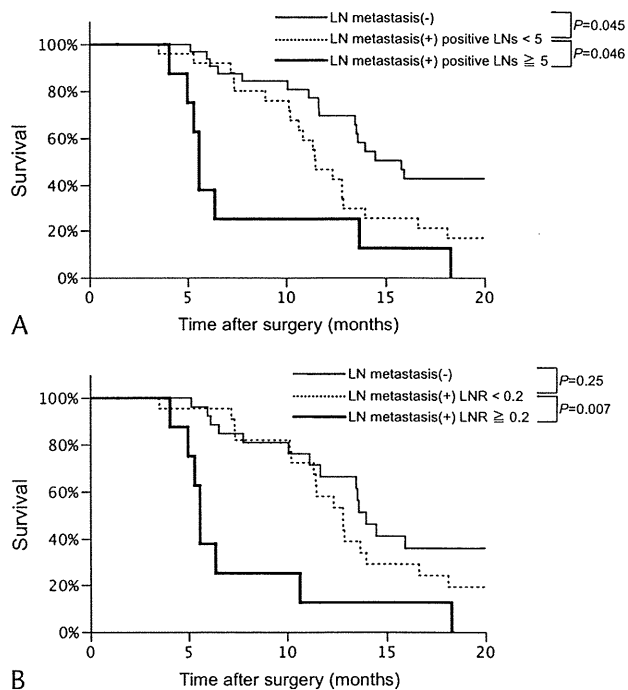 LN metastasis(-)
LN metastasis(+) positive LNs < 5
LN metastasis(+) positive LNs ≧ 5
P=0.045
P=0.046
100%
80%
60%
40%
20%
0%
Survival
0 5 10 15 20
Time after surgery (months)
A
LN metastasis(-)
LN metastasis(+) LNR < 0.2
LN metastasis(+) LNR ≧ 0.2
P=0.25
P=0.007
100%
80%
60%
40%
20%
0%
Survival
0 5 10 15 20
Time after surgery (months)
B